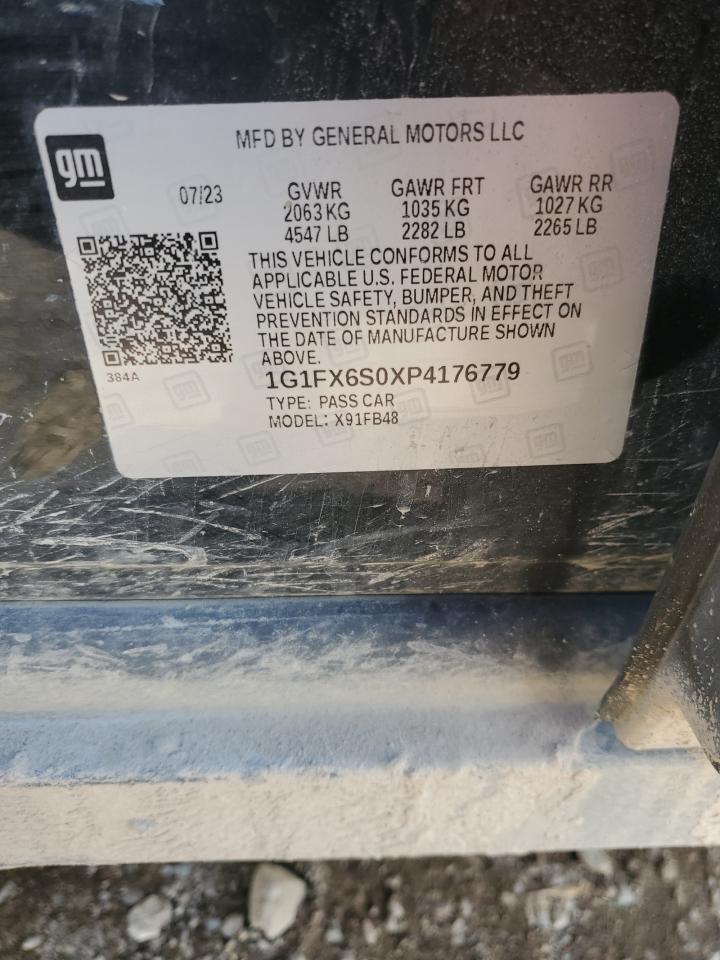 gm
MFD BY GENERAL MOTORS LLC
07/23
GVWR GAWR FRT GAWR RR
2063 KG 1035 KG 1027 KG
4547 LB 2282 LB 2265 LB
THIS VEHICLE CONFORMS TO ALL
APPLICABLE U.S. FEDERAL MOTOR
VEHICLE SAFETY, BUMPER, AND THEFT
PREVENTION STANDARDS IN EFFECT ON
THE DATE OF MANUFACTURE SHOWN
ABOVE.
384A
1G1FX6S0XP4176779
TYPE: PASS CAR
MODEL: X91FB48